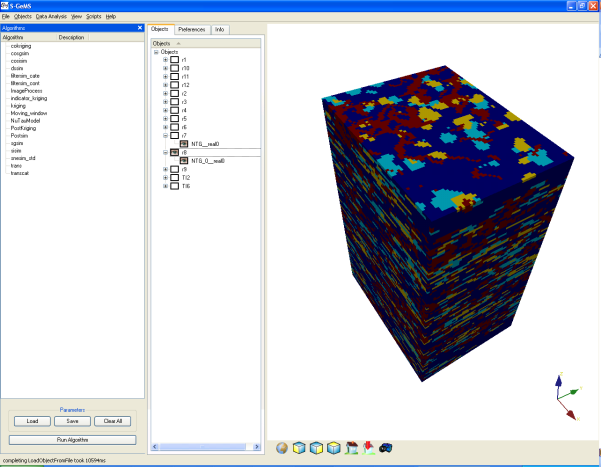 S-GeMS
File Objects Data Analysis View Scripts Help
Algorithms
Algorithm Description
cokriging
cosgsim
cosisim
dssim
filtersim_cate
filtersim_cont
ImageProcess
indicator_kriging
kriging
Moving_window
NuTauModel
PostKriging
Postsim
sgsim
sisim
snesim_std
trans
transcat
Parameters
Load Save Clear All
Run Algorithm
Objects Preferences Info
Objects
Objects
r1
r10
r11
r12
r2
r3
r4
r5
r6
r7
NTG__real0
r8
NTG_0__real0
r9
TI2
TI6
completing LoadObjectFromFile took 10594ms